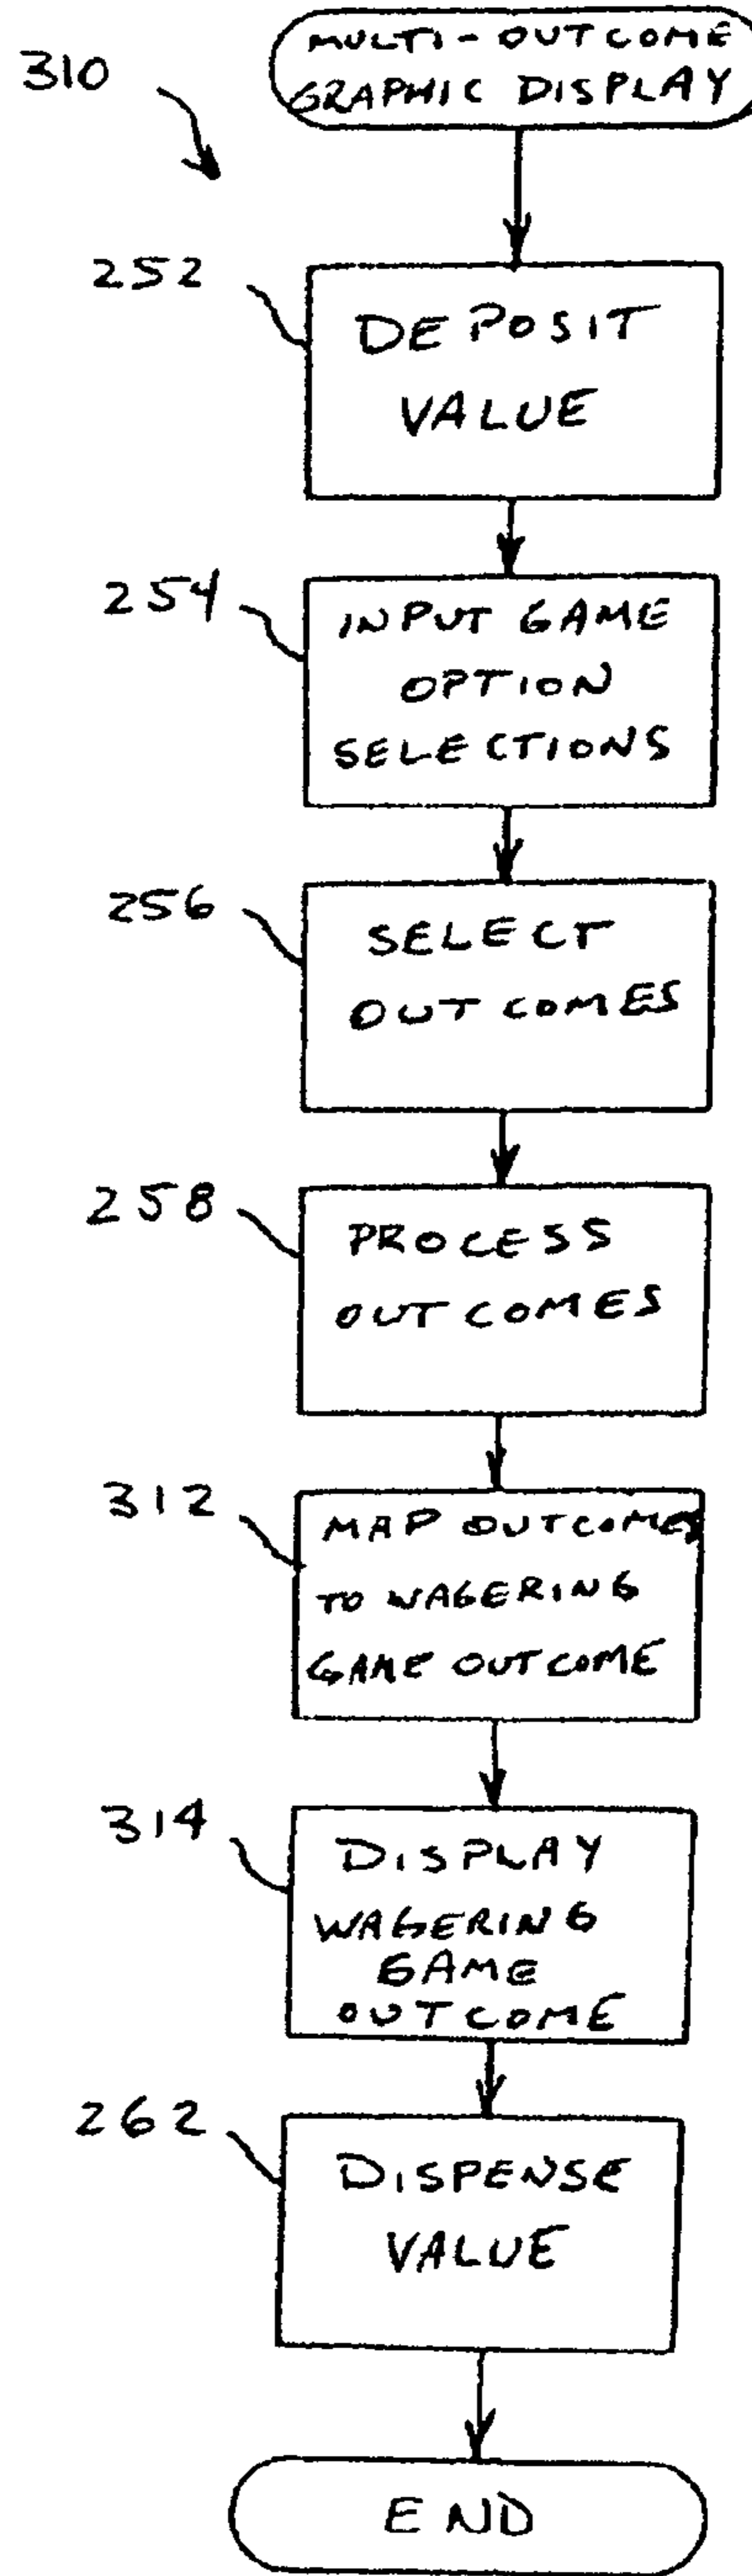 MULTI-OUTCOME
310
GRAPHIC DISPLAY
252
DEPOSIT
VALUE
254
INPUT GAME
OPTION
SELECTIONS
256
SELECT
OUTCOMES
258
PROCESS
OUTCOMES
312
MAP OUTCOMES
TO WAGERING
GAME OUTCOME
314
DISPLAY
WAGERING
GAME
OUTCOME
262
DISPENSE
VALUE
END